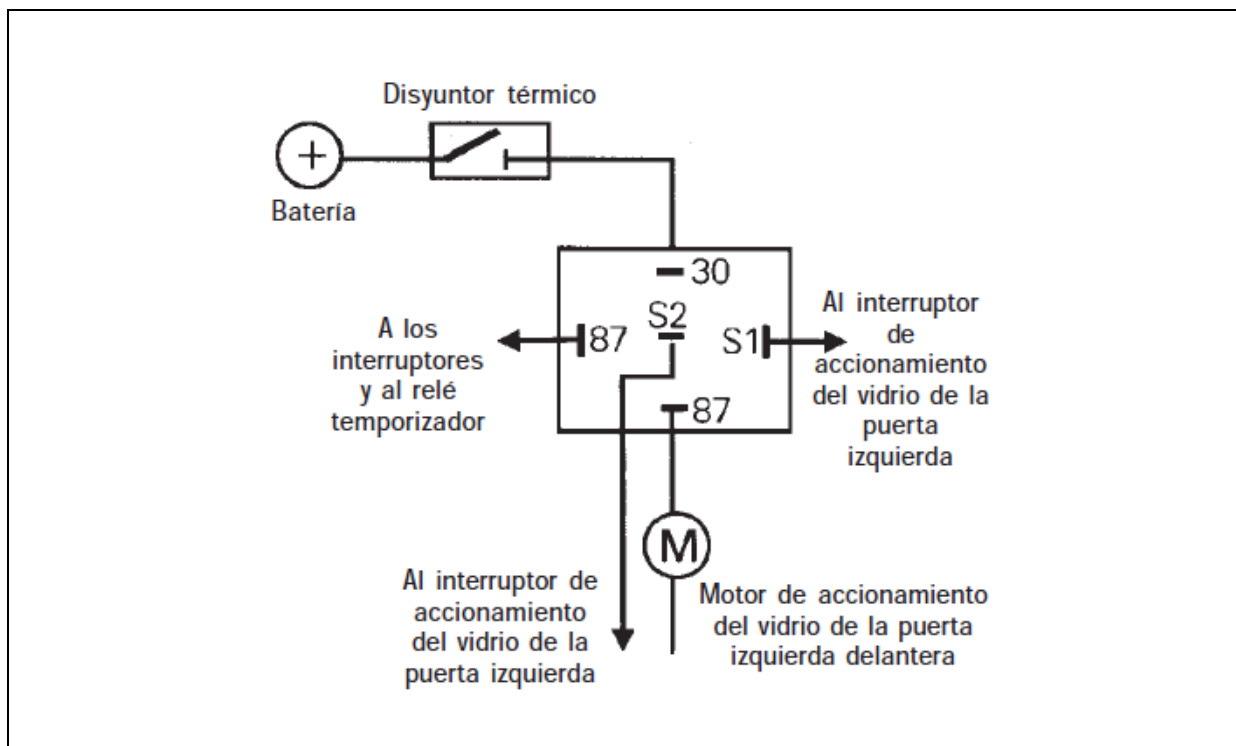 Disyuntor térmico
+
Batería
30
S2
87
S1
87
A los
interruptores
y al relé
temporizador
Al interruptor
de
accionamiento
del vidrio de la
puerta
izquierda
M
Al interruptor de
accionamiento
del vidrio de la
puerta izquierda
Motor de accionamiento
del vidrio de la puerta
izquierda delantera